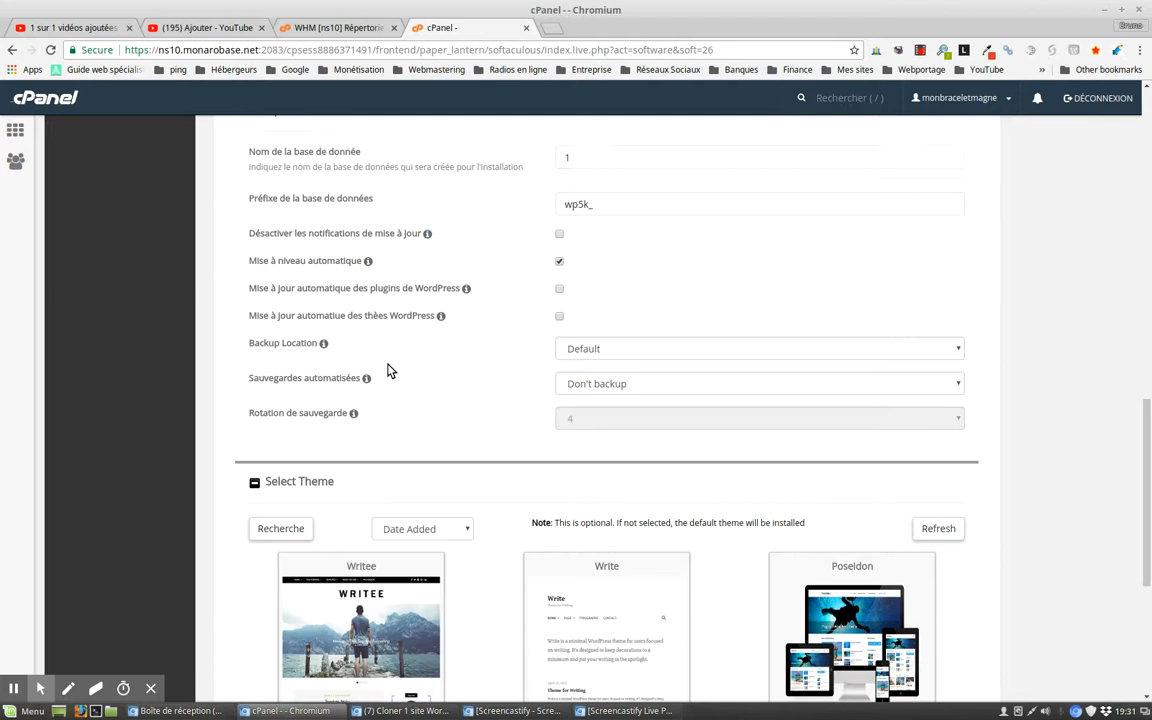 cPanel - - Chromium
1 sur 1 vidéos ajoutées
(195) Ajouter - YouTube
WHM [ns10] Répertorie
cPanel -
Bruno
Secure
https://ns10.monarobase.net:2083/cpsess8886371491/frontend/paper_lantern/softaculous/index.live.php?act=software&soft=26
Apps
Guide web spécialis
ping
Hébergeurs
Google
Monétisation
Webmastering
Radios en ligne
Entreprise
Réseaux Sociaux
Banques
Finance
Mes sites
Webportage
YouTube
»
Other bookmarks
cPanel
Rechercher ( / )
monbraceletmagne
DÉCONNEXION
Nom de la base de donnée
Indiquez le nom de la base de données qui sera créée pour l'installation
1
Préfixe de la base de données
wp5k_
Désactiver les notifications de mise à jour
Mise à niveau automatique
Mise à jour automatique des plugins de WordPress
Mise à jour automatiue des thèes WordPress
Backup Location
Default
Sauvegardes automatisées
Don't backup
Rotation de sauvegarde
4
Select Theme
Recherche
Date Added
Note: This is optional. If not selected, the default theme will be installed
Refresh
Writee
Write
Poseidon
WRITEE
Write
Write is a minimal WordPress theme for users focused
on writing. It's designed to keep decorations to a
minimum and put your writing in the spotlight.
Theme for Writing
Menu
Boîte de réception (...
cPanel - - Chromium
(7) Cloner 1 site Wor...
[Screencastify - Scre...
[Screencastify Live P...
19:31